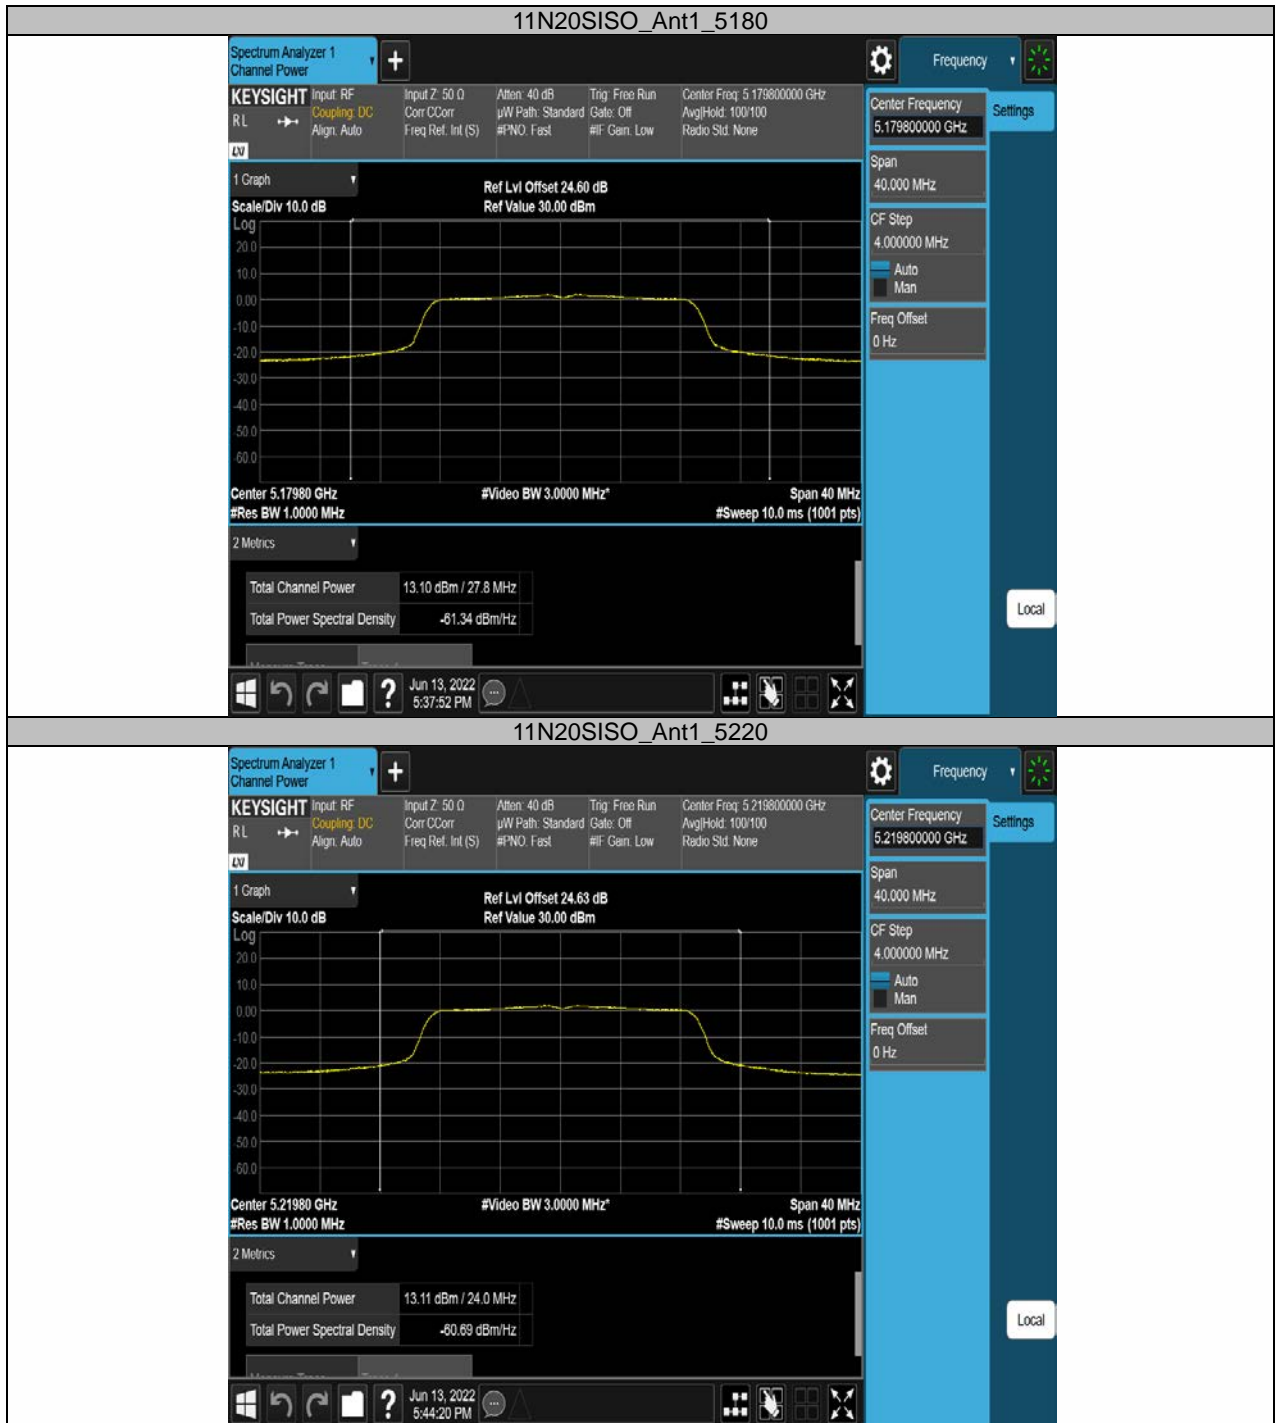 11N20SISO_Ant1_5180
Spectrum Analyzer 1
Channel Power
+
Frequency
KEYSIGHT
RL
LXI
Input: RF
Coupling: DC
Align: Auto
Input Z: 50 Ω
Corr CCorr
Freq Ref: Int (S)
Atten: 40 dB
µW Path: Standard
#PNO: Fast
Trig: Free Run
Gate: Off
#IF Gain: Low
Center Freq: 5.179800000 GHz
Avg|Hold: 100/100
Radio Std: None
Center Frequency
5.179800000 GHz
Settings
Span
40.000 MHz
CF Step
4.000000 MHz
Auto
Man
Freq Offset
0 Hz
1 Graph
Scale/Div 10.0 dB
Ref Lvl Offset 24.60 dB
Ref Value 30.00 dBm
Log
20.0
10.0
0.00
-10.0
-20.0
-30.0
-40.0
-50.0
-60.0
Center 5.17980 GHz
#Video BW 3.0000 MHz*
Span 40 MHz
#Res BW 1.0000 MHz
#Sweep 10.0 ms (1001 pts)
2 Metrics
Total Channel Power 13.10 dBm / 27.8 MHz
Total Power Spectral Density -61.34 dBm/Hz
Local
?
Jun 13, 2022
5:37:52 PM
11N20SISO_Ant1_5220
Spectrum Analyzer 1
Channel Power
+
Frequency
KEYSIGHT
RL
LXI
Input: RF
Coupling: DC
Align: Auto
Input Z: 50 Ω
Corr CCorr
Freq Ref: Int (S)
Atten: 40 dB
µW Path: Standard
#PNO: Fast
Trig: Free Run
Gate: Off
#IF Gain: Low
Center Freq: 5.219800000 GHz
Avg|Hold: 100/100
Radio Std: None
Center Frequency
5.219800000 GHz
Settings
Span
40.000 MHz
CF Step
4.000000 MHz
Auto
Man
Freq Offset
0 Hz
1 Graph
Scale/Div 10.0 dB
Ref Lvl Offset 24.63 dB
Ref Value 30.00 dBm
Log
20.0
10.0
0.00
-10.0
-20.0
-30.0
-40.0
-50.0
-60.0
Center 5.21980 GHz
#Video BW 3.0000 MHz*
Span 40 MHz
#Res BW 1.0000 MHz
#Sweep 10.0 ms (1001 pts)
2 Metrics
Total Channel Power 13.11 dBm / 24.0 MHz
Total Power Spectral Density -60.69 dBm/Hz
Local
?
Jun 13, 2022
5:44:20 PM